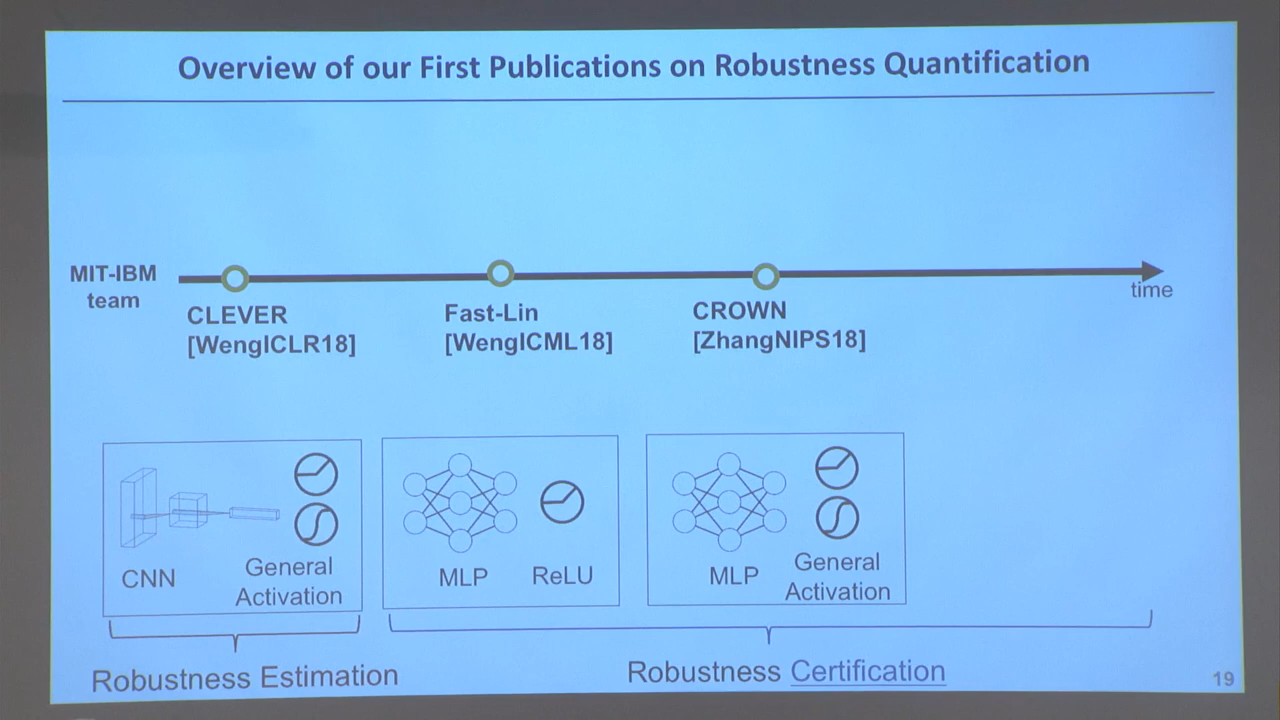 Overview of our First Publications on Robustness Quantification
MIT-IBM
team
time
CLEVER
[WengICLR18]
Fast-Lin
[WengICML18]
CROWN
[ZhangNIPS18]
CNN
General
Activation
MLP
ReLU
MLP
General
Activation
Robustness Estimation
Robustness Certification
19